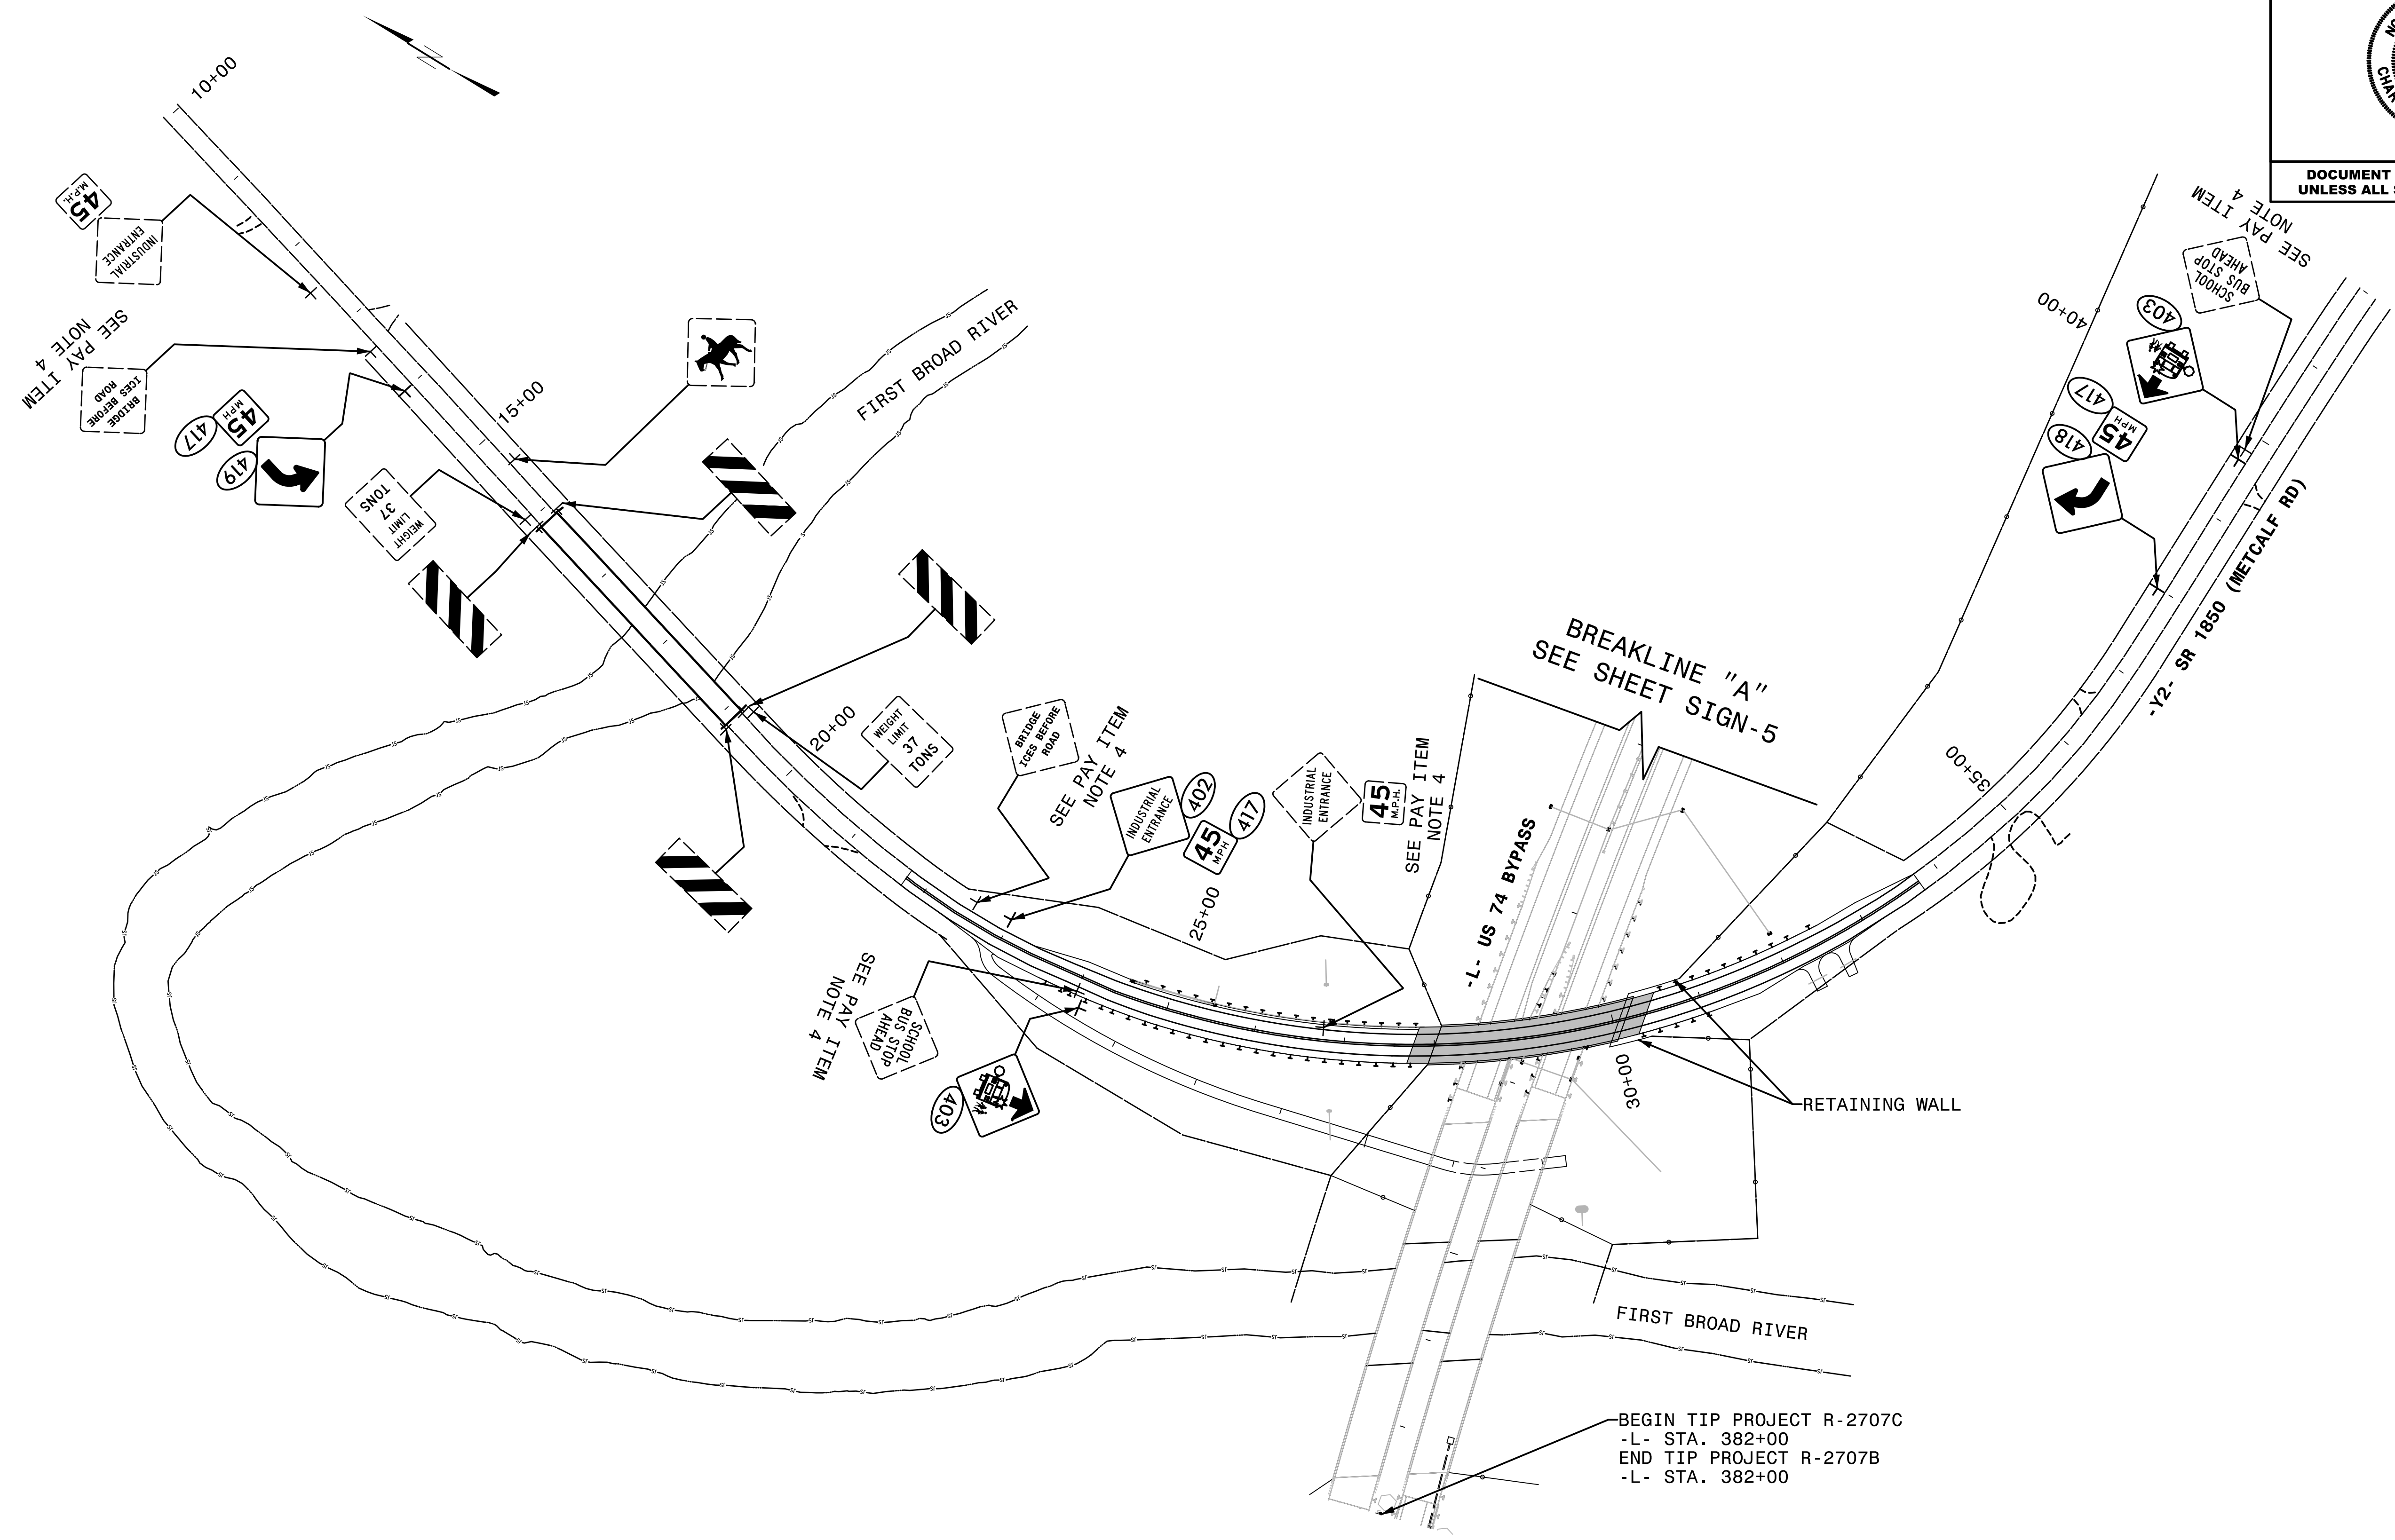 10+00
45
M.P.H.
INDUSTRIAL
ENTRANCE
SEE PAY ITEM
NOTE 4
BRIDGE
ICES BEFORE
ROAD
417
45
MPH
419
15+00
WEIGHT
LIMIT
37
TONS
FIRST BROAD RIVER
20+00
WEIGHT
LIMIT
37
TONS
BRIDGE
ICES BEFORE
ROAD
SEE PAY ITEM
NOTE 4
INDUSTRIAL
ENTRANCE
402
45
MPH
417
25+00
INDUSTRIAL
ENTRANCE
45
M.P.H.
SEE PAY ITEM
NOTE 4
SEE PAY ITEM
NOTE 4
SCHOOL
BUS STOP
AHEAD
403
BREAKLINE "A"
SEE SHEET SIGN-5
-L- US 74 BYPASS
30+00
RETAINING WALL
35+00
40+00
SEE PAY ITEM
NOTE 4
SCHOOL
BUS STOP
AHEAD
403
417
45
MPH
418
-Y2- SR 1850 (METCALF RD)
DOCUMENT
UNLESS ALL
FIRST BROAD RIVER
BEGIN TIP PROJECT R-2707C
-L- STA. 382+00
END TIP PROJECT R-2707B
-L- STA. 382+00